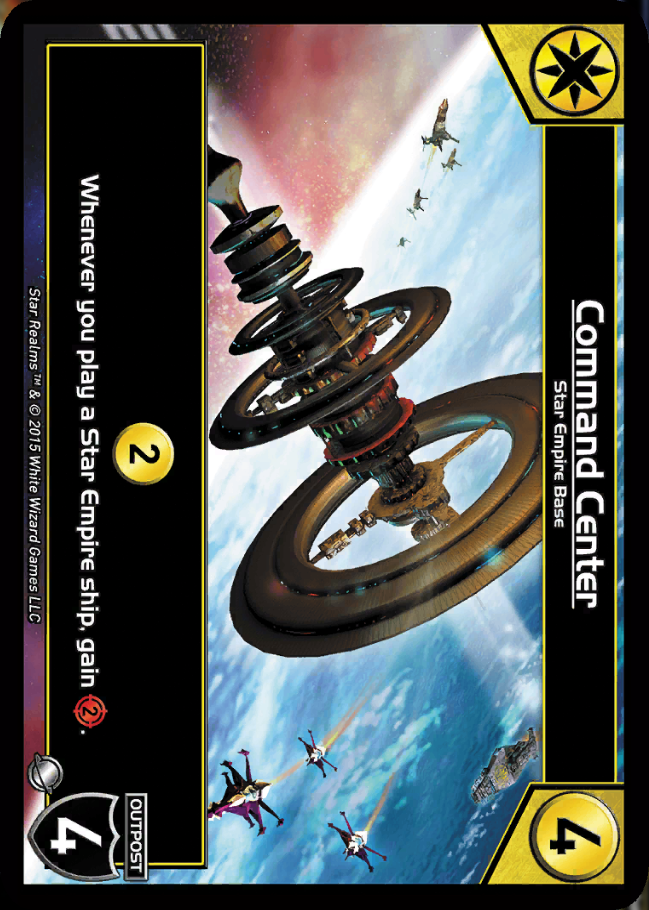 Command Center
4
Star Empire Base
2
Whenever you play a Star Empire ship, gain 2.
OUTPOST
4
Star Realms™ & © 2015 White Wizard Games LLC